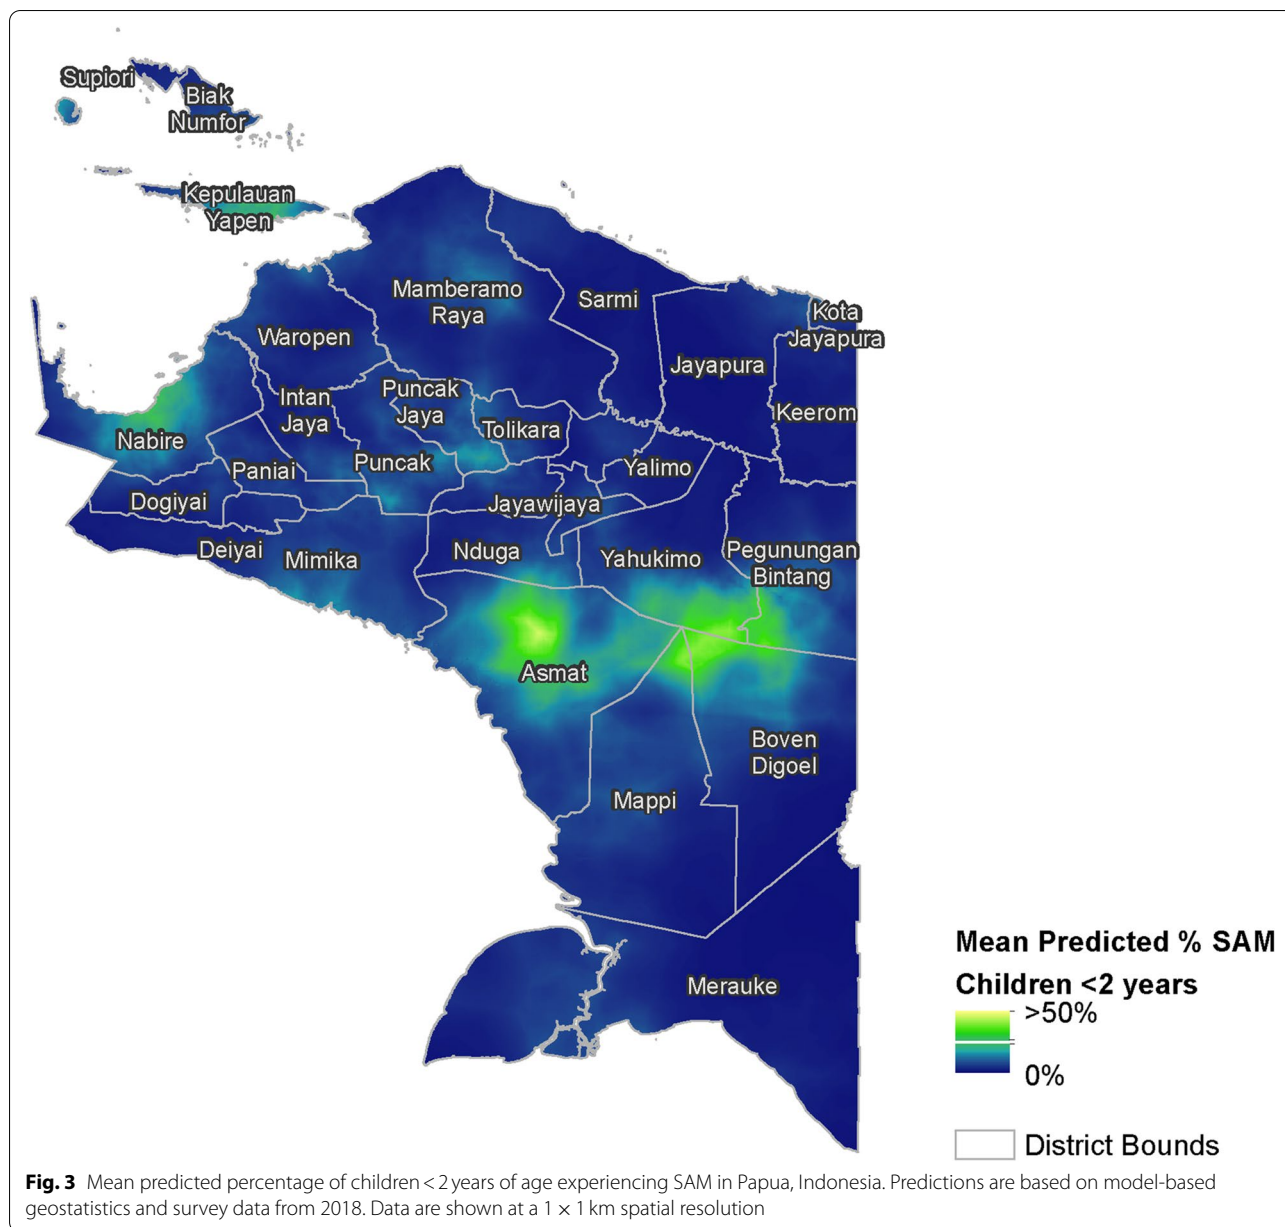 Supiori
Biak
Numfor
Kepulauan
Yapen
Mamberamo
Raya
Sarmi
Kota
Jayapura
Waropen
Jayapura
Intan
Jaya
Puncak
Jaya
Keerom
Tolikara
Nabire
Paniai
Puncak
Yalimo
Dogiyai
Jayawijaya
Deiyai
Mimika
Nduga
Yahukimo
Pegunungan
Bintang
Asmat
Boven
Digoel
Mappi
Merauke
Mean Predicted % SAM
Children <2 years
>50%
0%
District Bounds
Fig. 3 Mean predicted percentage of children < 2 years of age experiencing SAM in Papua, Indonesia. Predictions are based on model-based
geostatistics and survey data from 2018. Data are shown at a 1 × 1 km spatial resolution